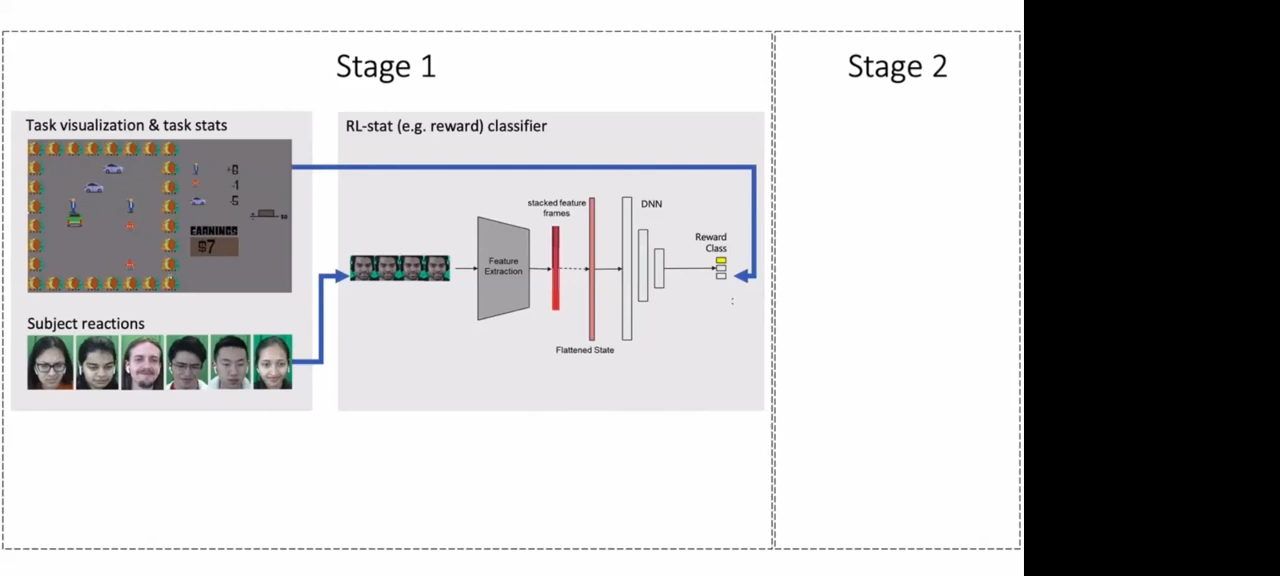 Stage 1
Stage 2
Task visualization & task stats
+6
-1
-5
EARNINGS
$7
Subject reactions
RL-stat (e.g. reward) classifier
Feature
Extraction
stacked feature
frames
Flattened State
DNN
Reward
Class
: